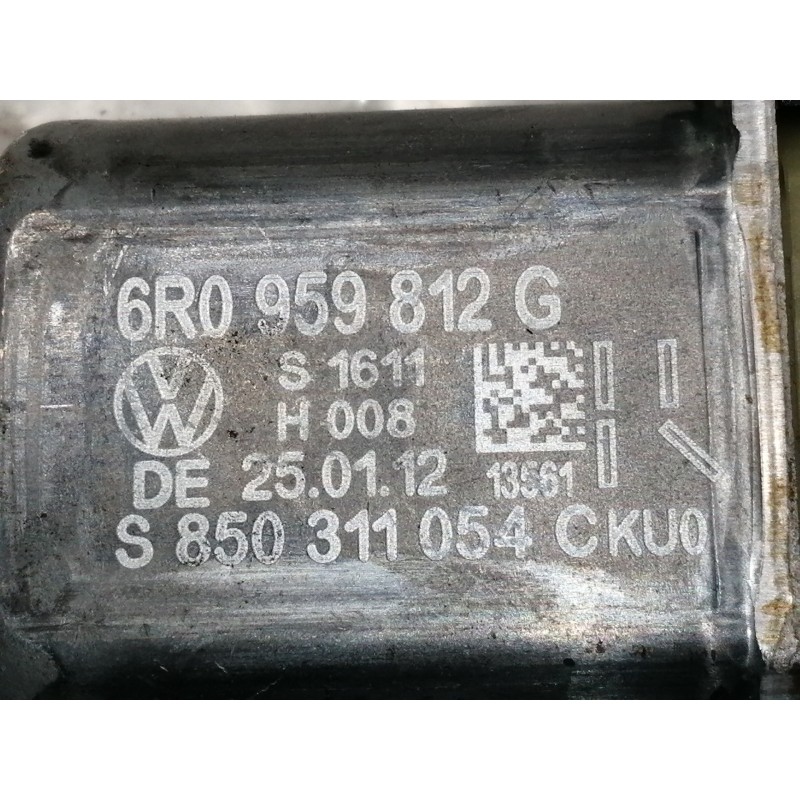 6R0 959 812 G
S 1611
H 008
DE 25.01.12 13561
S 850 311 054 CKU0